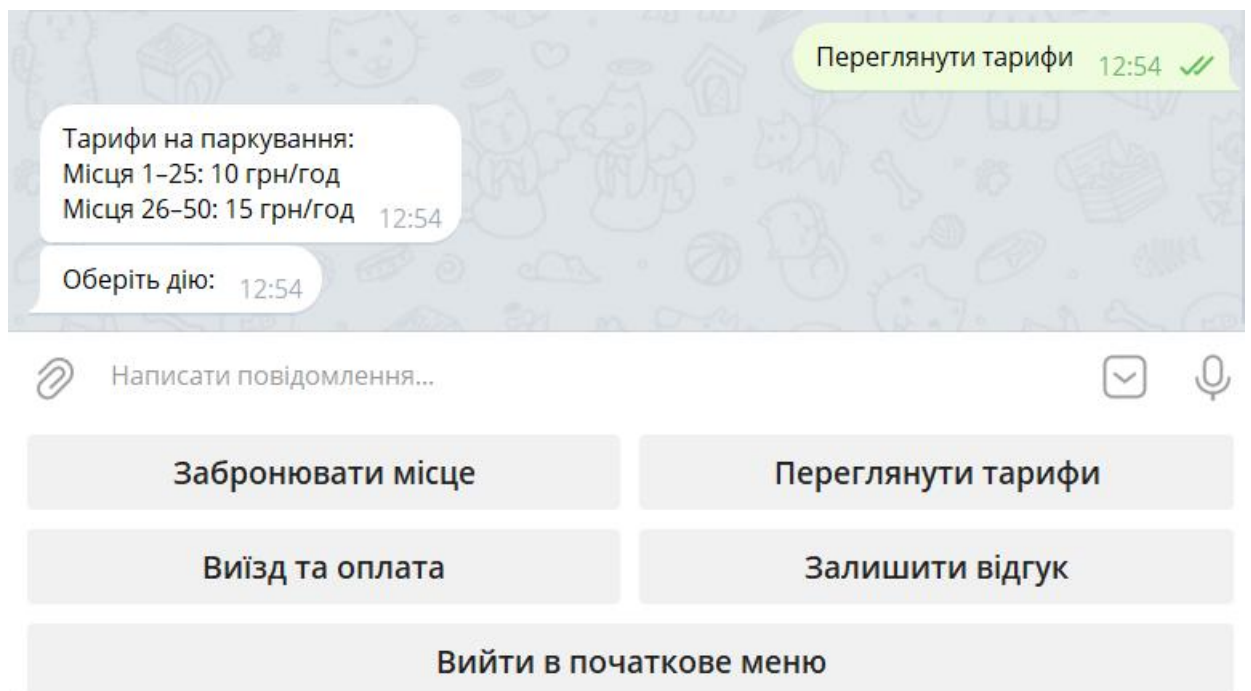 Переглянути тарифи 12:54
Тарифи на паркування:
Місця 1–25: 10 грн/год
Місця 26–50: 15 грн/год 12:54
Оберіть дію: 12:54
Написати повідомлення...
Забронювати місце
Переглянути тарифи
Виїзд та оплата
Залишити відгук
Вийти в початкове меню